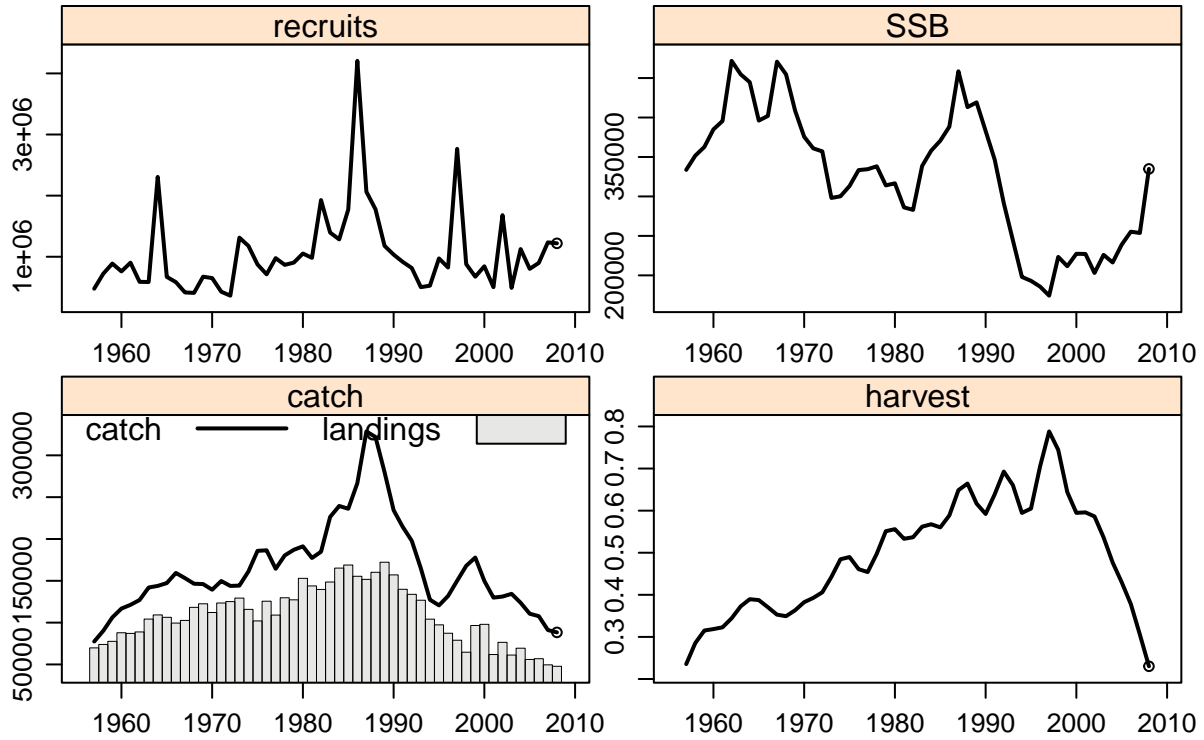 recruits
1e+06 3e+06
1960 1970 1980 1990 2000 2010
SSB
200000 350000
1960 1970 1980 1990 2000 2010
catch
catch landings
50000 150000 300000
1960 1970 1980 1990 2000 2010
harvest
0.3 0.4 0.5 0.6 0.7 0.8
1960 1970 1980 1990 2000 2010